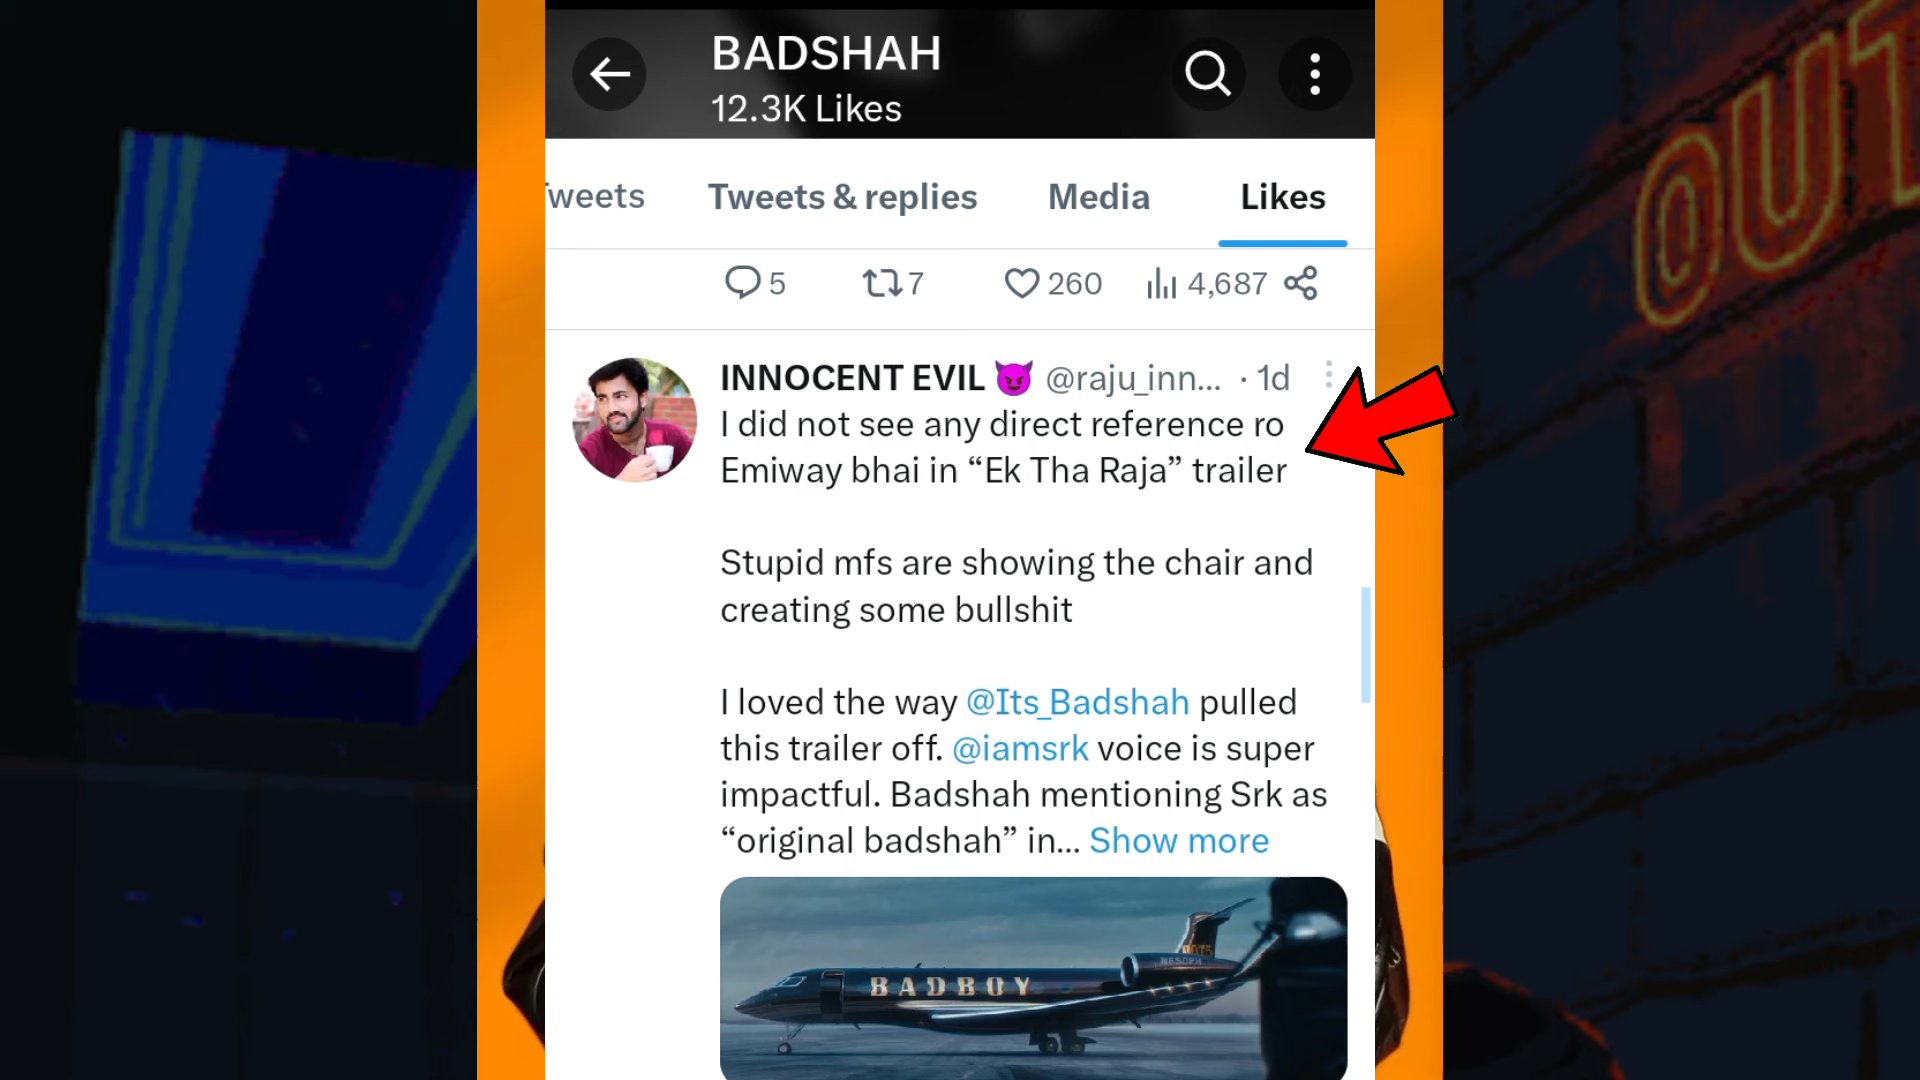 BADSHAH
12.3K Likes
weets
Tweets & replies
Media
Likes
5
7
260
4,687
INNOCENT EVIL 😈 @raju_inn... · 1d
I did not see any direct reference ro
Emiway bhai in “Ek Tha Raja” trailer
Stupid mfs are showing the chair and
creating some bullshit
I loved the way @Its_Badshah pulled
this trailer off. @iamsrk voice is super
impactful. Badshah mentioning Srk as
“original badshah” in... Show more
BADBOY
OUT